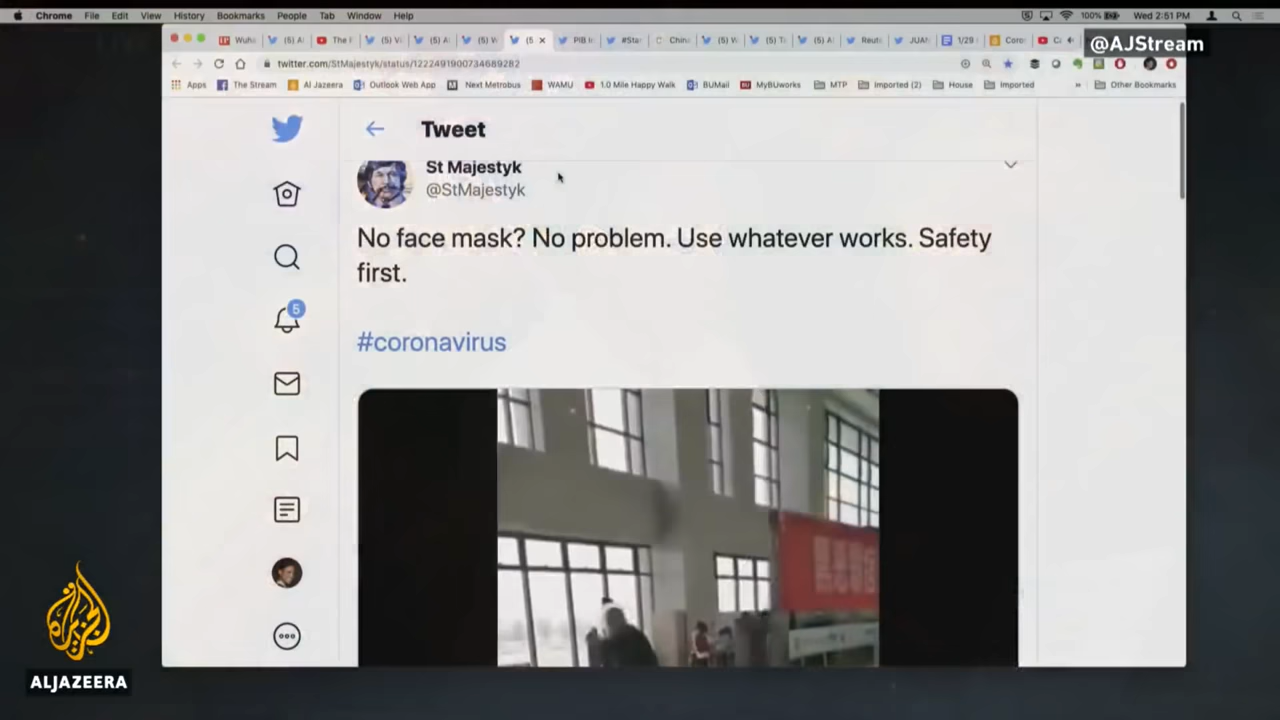 Chrome File Edit View History Bookmarks People Tab Window Help
100%
Wed 2:51 PM
@AJStream
twitter.com/StMajestyk/status/1222491900734689282
Apps The Stream Al Jazeera Outlook Web App Next Metrobus WAMU 1.0 Mile Happy Walk BUMail MyBUworks MTP Imported (2) House Imported » Other Bookmarks
Tweet
St Majestyk
@StMajestyk
No face mask? No problem. Use whatever works. Safety
first.
#coronavirus
5
ALJAZEERA